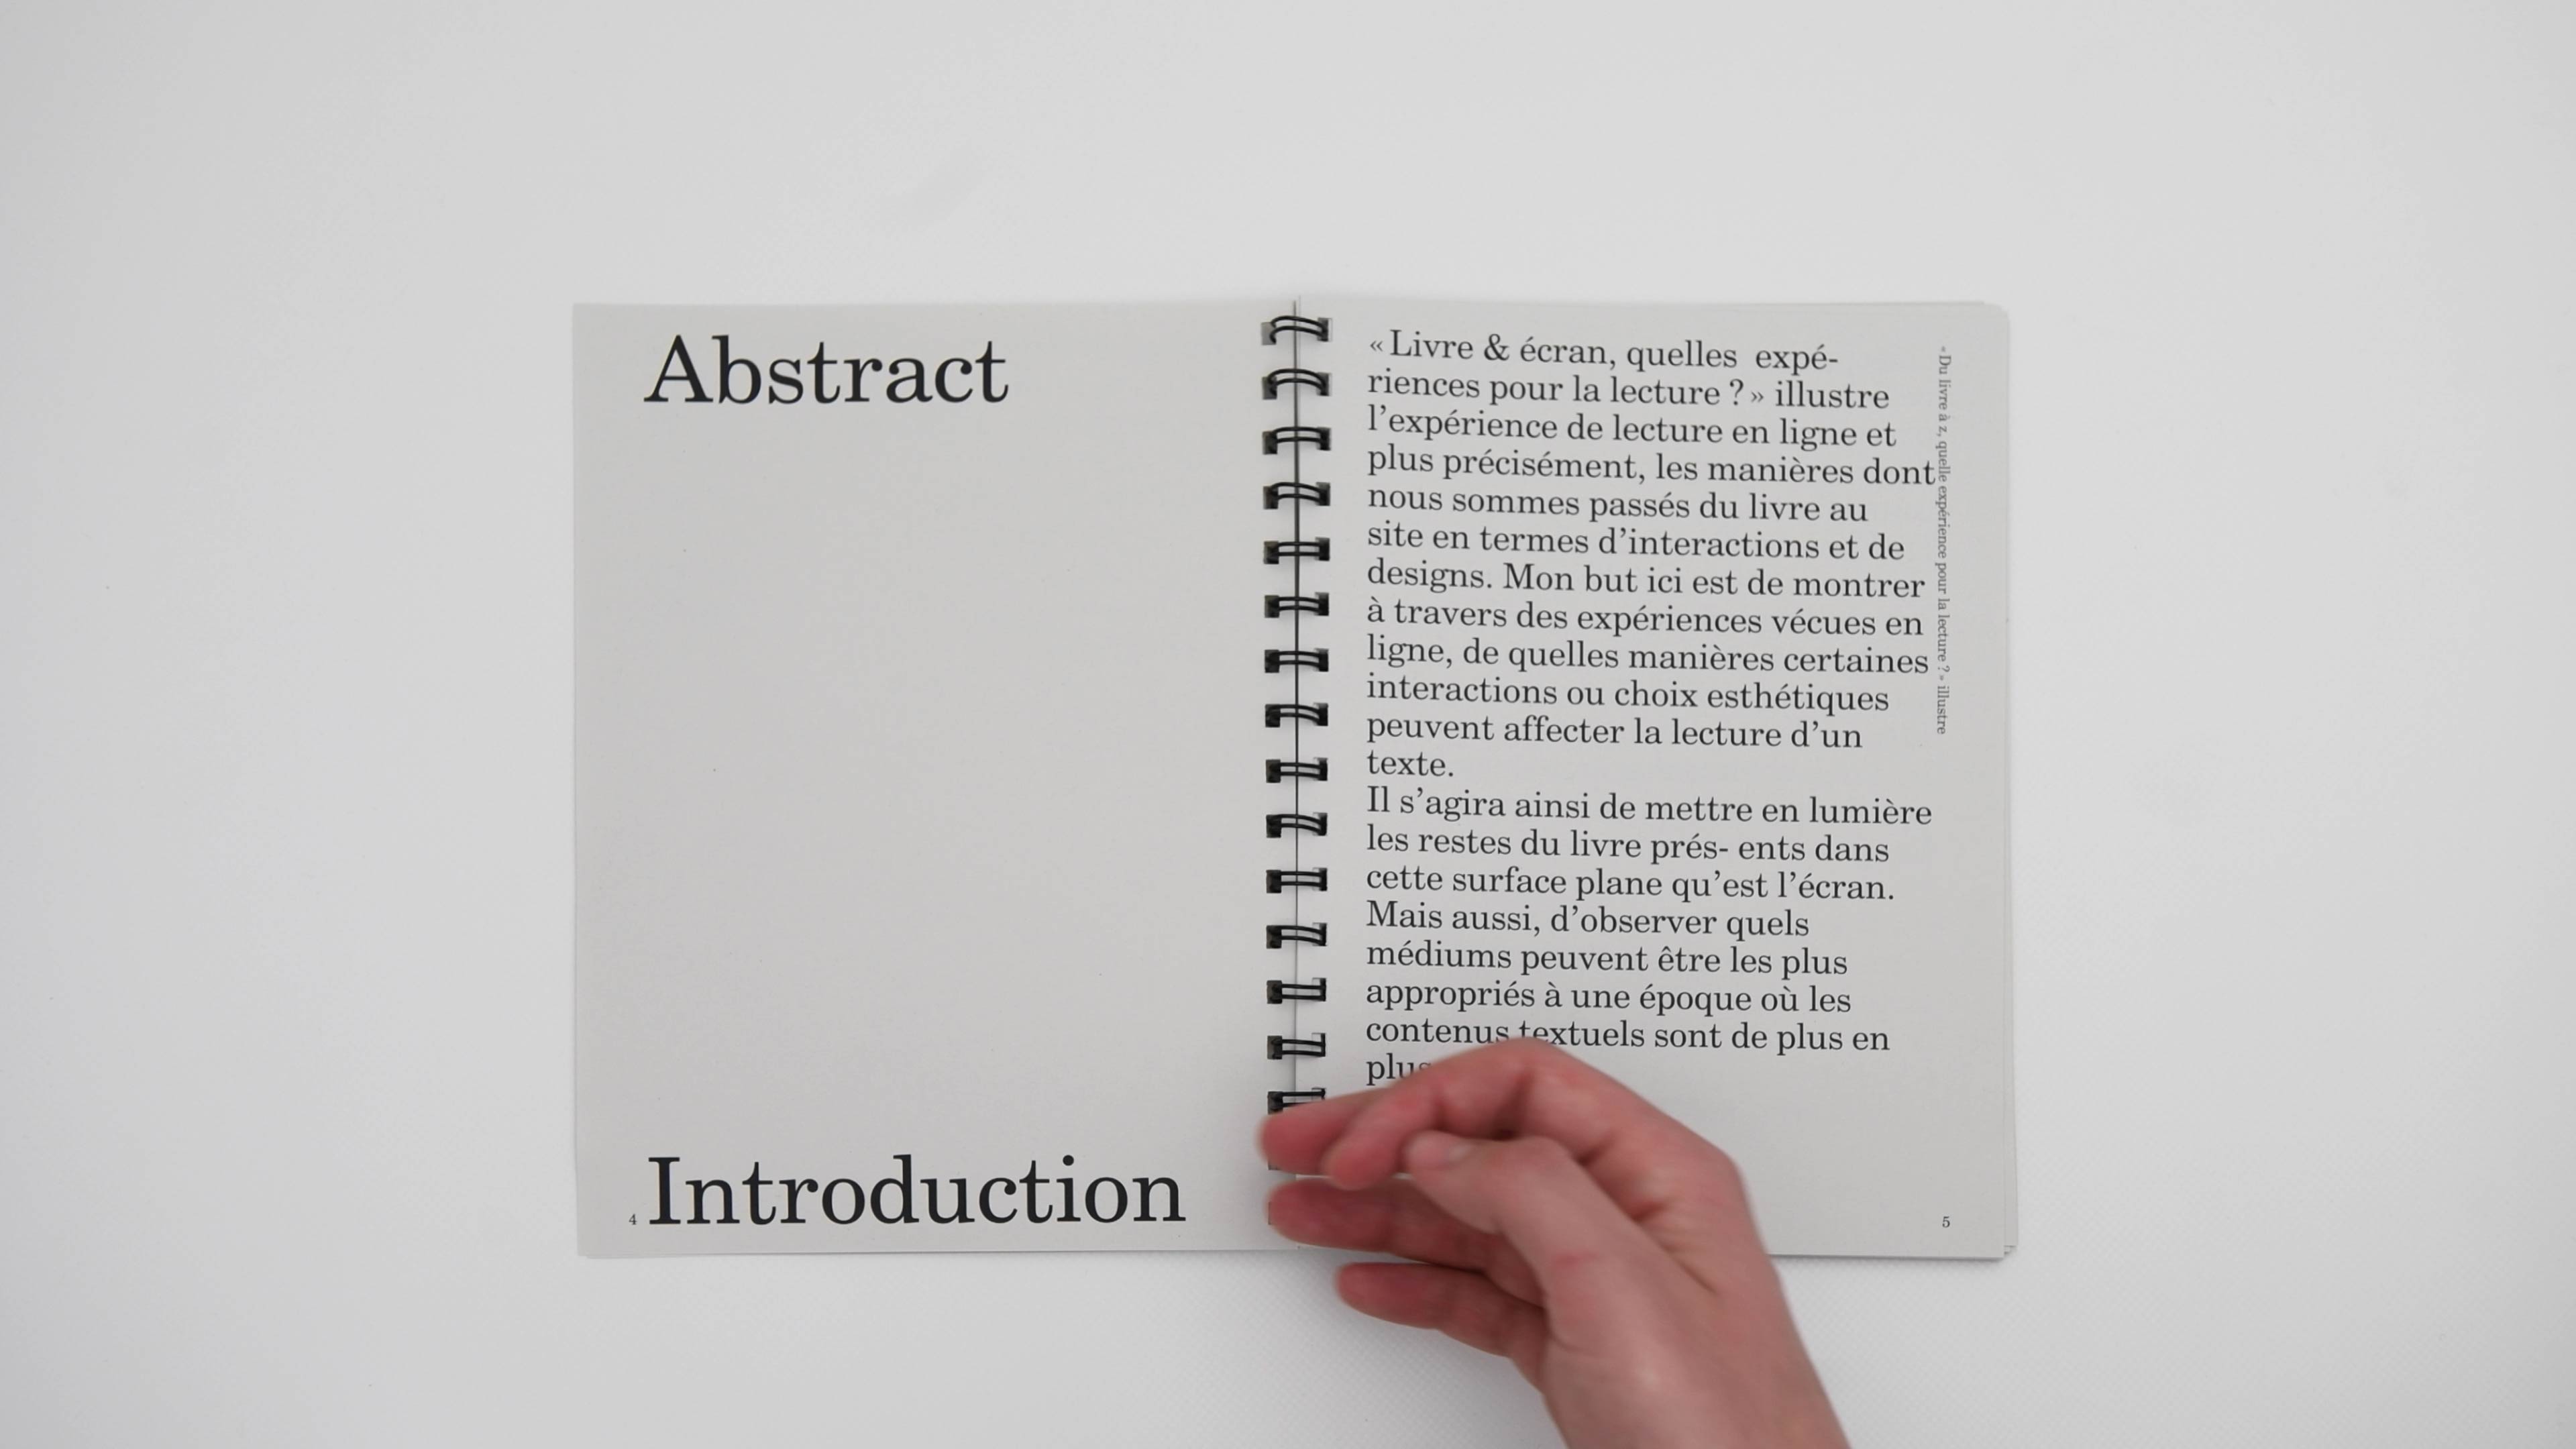 Abstract
4 Introduction
« Livre & écran, quelles  expé-
riences pour la lecture ? » illustre
l’expérience de lecture en ligne et
plus précisément, les manières dont
nous sommes passés du livre au
site en termes d’interactions et de
designs. Mon but ici est de montrer
à travers des expériences vécues en
ligne, de quelles manières certaines
interactions ou choix esthétiques
peuvent affecter la lecture d’un
texte.
Il s’agira ainsi de mettre en lumière
les restes du livre prés- ents dans
cette surface plane qu’est l’écran.
Mais aussi, d’observer quels
médiums peuvent être les plus
appropriés à une époque où les
contenus textuels sont de plus en
plus
« Du livre à z, quelle expérience pour la lecture ? » illustre
5